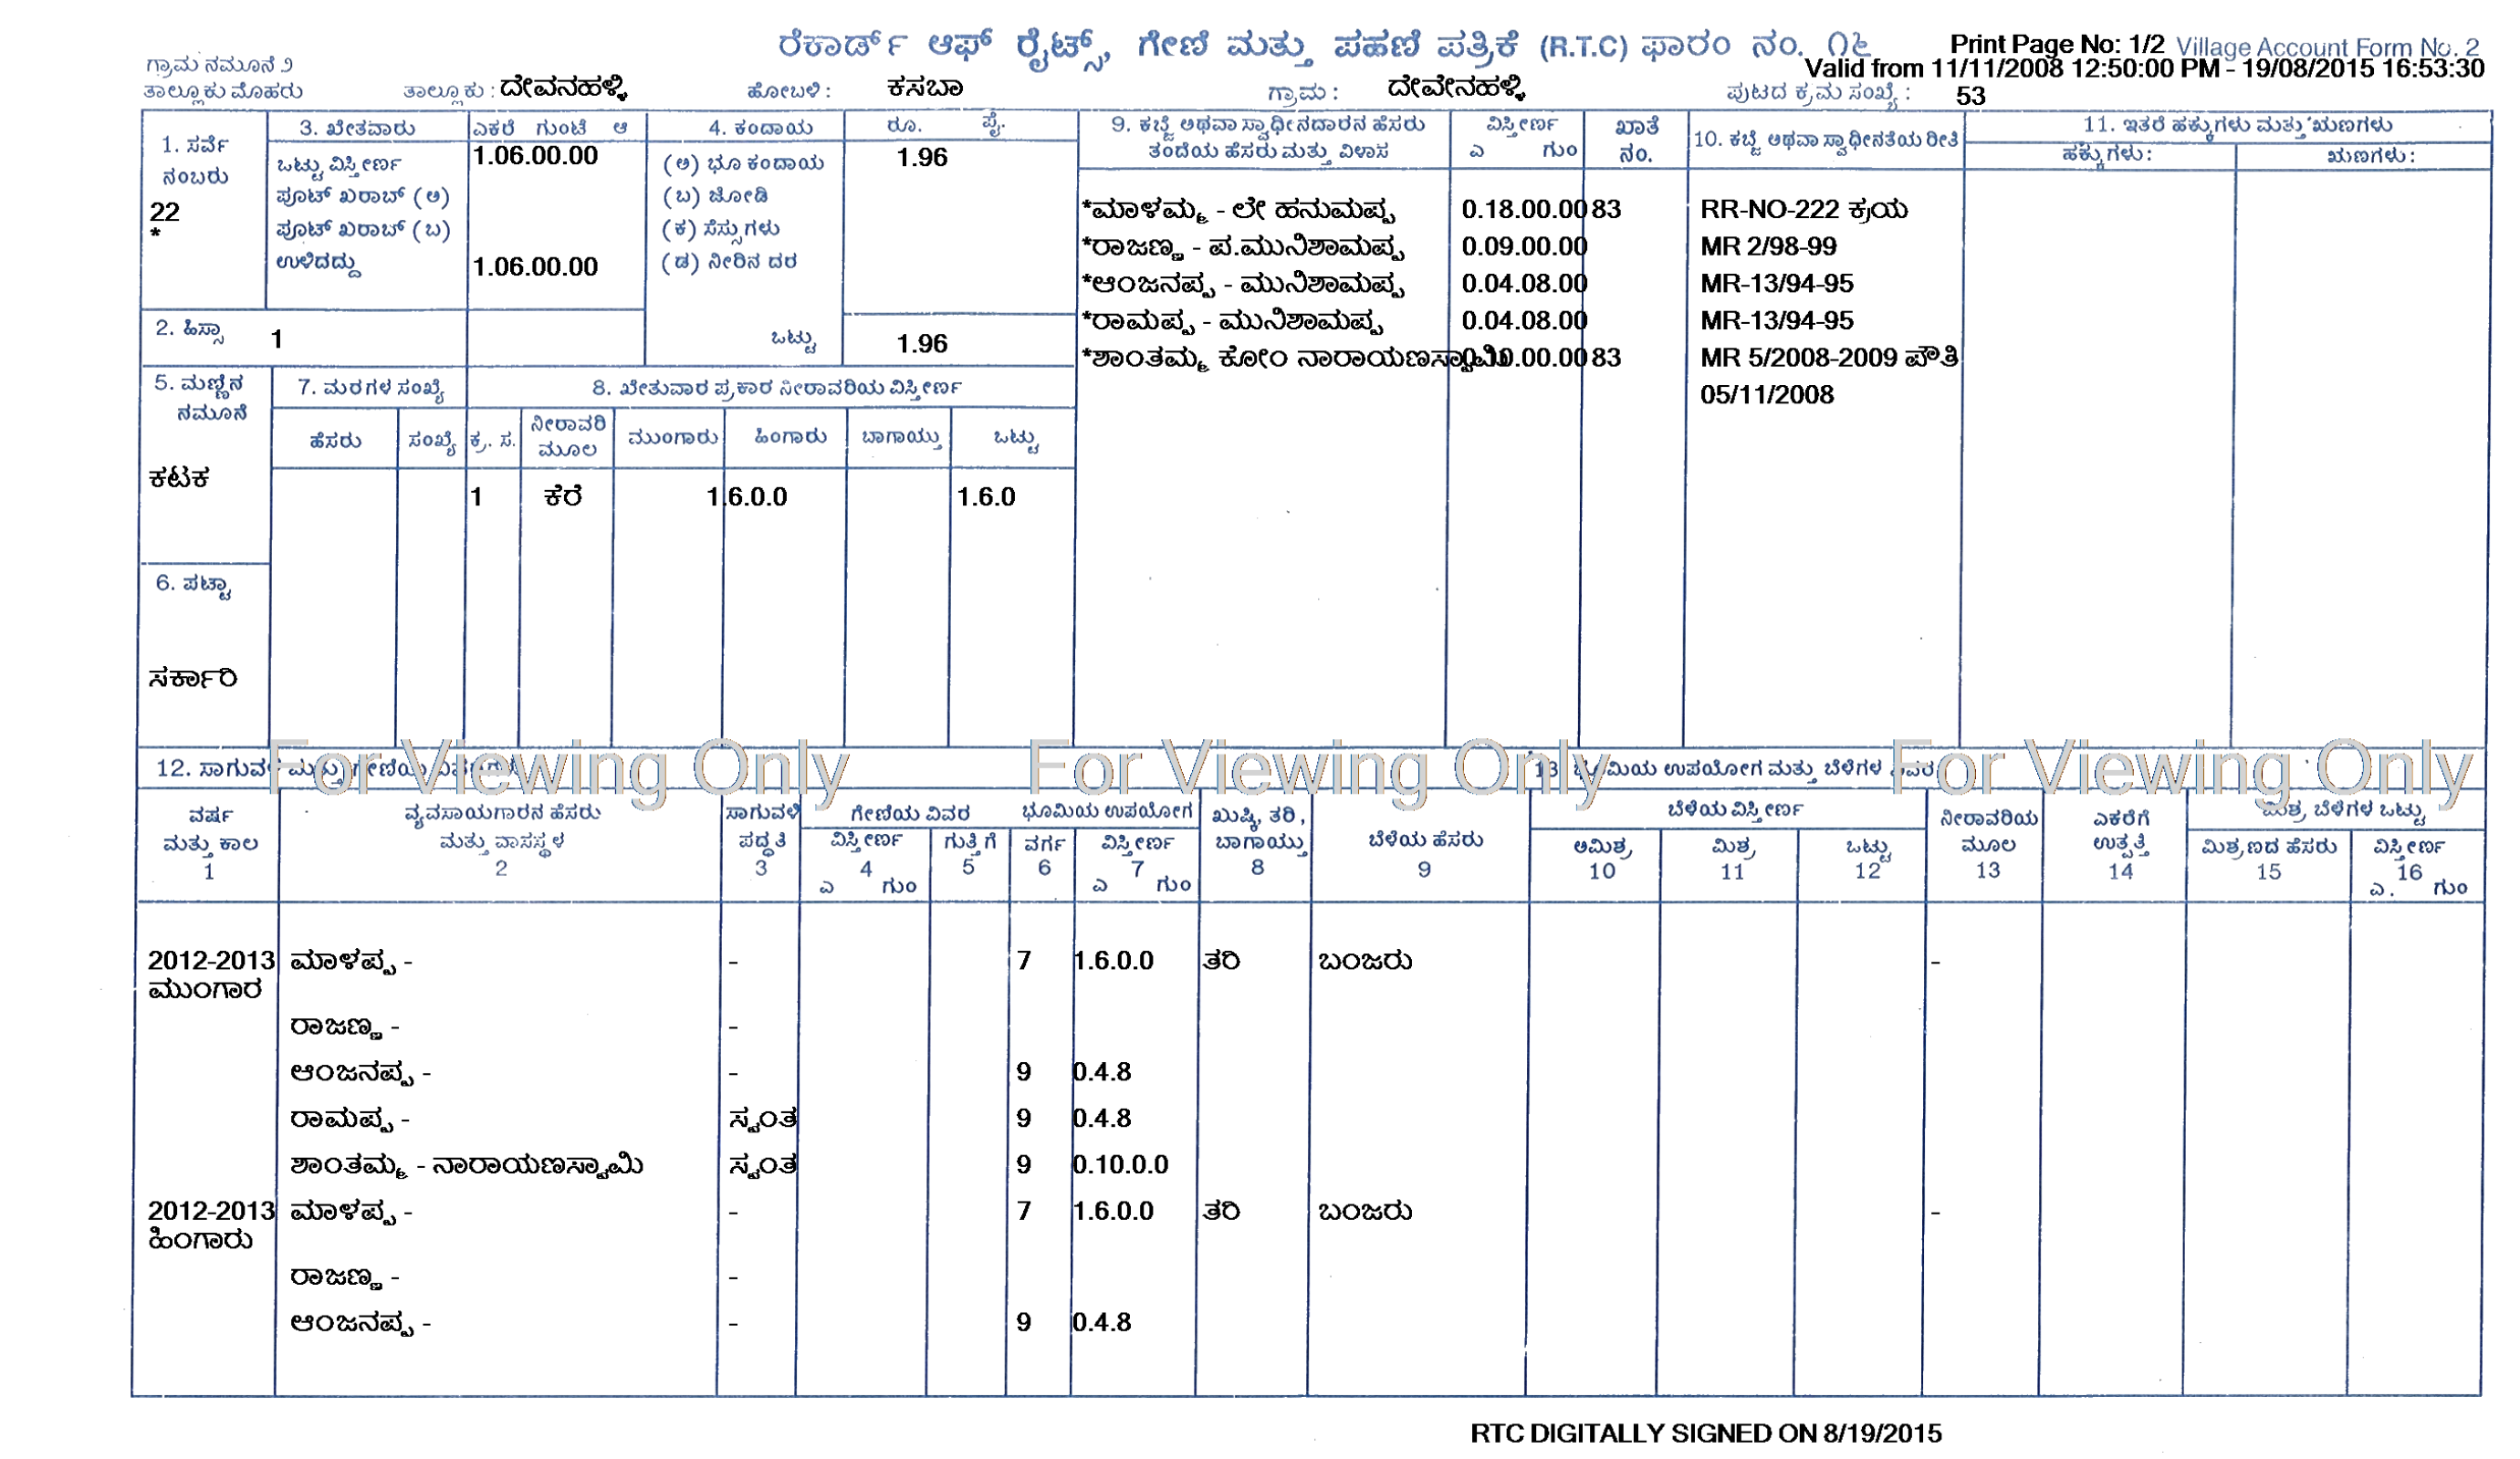 ರೆಕಾರ್ಡ್ ಆಫ್ ರೈಟ್ಸ್, ಗೇಣಿ ಮತ್ತು ಪಹಣಿ ಪತ್ರಿಕೆ (R.T.C) ಫಾರಂ ನಂ. ೧೬
Print Page No: 1/2 Village Account Form No. 2
ಗ್ರಾಮ ನಮೂನೆ ೨
Valid from 11/11/2008 12:50:00 PM - 19/08/2015 16:53:30
ತಾಲ್ಲೂಕು ಮೊಹರು ತಾಲ್ಲೂಕು : ದೇವನಹಳ್ಳಿ ಹೋಬಳಿ : ಕಸಬಾ ಗ್ರಾಮ : ದೇವೇನಹಳ್ಳಿ ಪುಟದ ಕ್ರಮ ಸಂಖ್ಯೆ : 53
1. ಸರ್ವೆ ನಂಬರು
22
*
3. ಖೇತವಾರು ಎಕರೆ ಗುಂಟೆ ಆ
ಒಟ್ಟು ವಿಸ್ತೀರ್ಣ 1.06.00.00
ಪೂಟ್ ಖರಾಬ್ (ಅ)
ಪೂಟ್ ಖರಾಬ್ (ಬ)
ಉಳಿದದ್ದು 1.06.00.00
2. ಹಿಸ್ಸಾ 1
4. ಕಂದಾಯ ರೂ. ಪೈ.
(ಅ) ಭೂ ಕಂದಾಯ 1.96
(ಬ) ಜೋಡಿ
(ಕ) ಸೆಸ್ಸುಗಳು
(ಡ) ನೀರಿನ ದರ
ಒಟ್ಟು 1.96
9. ಕಬ್ಜೆ ಅಥವಾ ಸ್ವಾಧೀನದಾರನ ಹೆಸರು
ತಂದೆಯ ಹೆಸರು ಮತ್ತು ವಿಳಾಸ
ವಿಸ್ತೀರ್ಣ
ಎ ಗುಂ
ಖಾತೆ
ನಂ.
10. ಕಬ್ಜೆ ಅಥವಾ ಸ್ವಾಧೀನತೆಯ ರೀತಿ
11. ಇತರೆ ಹಕ್ಕುಗಳು ಮತ್ತು ಋಣಗಳು
ಹಕ್ಕುಗಳು: ಋಣಗಳು:
*ಮಾಳಮ್ಮ - ಲೇ ಹನುಮಪ್ಪ 0.18.00.00 83 RR-NO-222 ಕ್ರಯ
*ರಾಜಣ್ಣ - ಪ.ಮುನಿಶಾಮಪ್ಪ 0.09.00.00 MR 2/98-99
*ಆಂಜನಪ್ಪ - ಮುನಿಶಾಮಪ್ಪ 0.04.08.00 MR-13/94-95
*ರಾಮಪ್ಪ - ಮುನಿಶಾಮಪ್ಪ 0.04.08.00 MR-13/94-95
*ಶಾಂತಮ್ಮ ಕೋಂ ನಾರಾಯಣಸ್ವಾಮಿ 0.10.00.00 83 MR 5/2008-2009 ಪೌತಿ
05/11/2008
5. ಮಣ್ಣಿನ
ನಮೂನೆ
ಕಟಕ
6. ಪಟ್ಟಾ
ಸರ್ಕಾರಿ
7. ಮರಗಳ ಸಂಖ್ಯೆ 8. ಖೇತುವಾರ ಪ್ರಕಾರ ನೀರಾವರಿಯ ವಿಸ್ತೀರ್ಣ
ಹೆಸರು ಸಂಖ್ಯೆ ಕ್ರ. ಸ. ನೀರಾವರಿ ಮೂಲ ಮುಂಗಾರು ಹಿಂಗಾರು ಬಾಗಾಯ್ತು ಒಟ್ಟು
1 ಕೆರೆ 1.6.0.0 1.6.0
For Viewing Only For Viewing Only For Viewing Only
12. ಸಾಗುವಳಿ ಮತ್ತು ಗೇಣಿಯ ವಿವರಗಳು 13. ಭೂಮಿಯ ಉಪಯೋಗ ಮತ್ತು ಬೆಳೆಗಳ ವಿವರ
ವರ್ಷ
ಮತ್ತು ಕಾಲ
1
ವ್ಯವಸಾಯಗಾರನ ಹೆಸರು
ಮತ್ತು ವಾಸಸ್ಥಳ
2
ಸಾಗುವಳಿ
ಪದ್ಧತಿ
3
ಗೇಣಿಯ ವಿವರ
ವಿಸ್ತೀರ್ಣ
4
ಎ ಗುಂ
ಗುತ್ತಿಗೆ
5
ಭೂಮಿಯ ಉಪಯೋಗ
ವರ್ಗ
6
ವಿಸ್ತೀರ್ಣ
7
ಎ ಗುಂ
ಖುಷ್ಕಿ, ತರಿ,
ಬಾಗಾಯ್ತು
8
ಬೆಳೆಯ ಹೆಸರು
9
ಬೆಳೆಯ ವಿಸ್ತೀರ್ಣ
ಅಮಿಶ್ರ
10
ಮಿಶ್ರ
11
ಒಟ್ಟು
12
ನೀರಾವರಿಯ
ಮೂಲ
13
ಎಕರೆಗೆ
ಉತ್ಪತ್ತಿ
14
ಮಿಶ್ರ ಬೆಳೆಗಳ ಒಟ್ಟು
ಮಿಶ್ರಣದ ಹೆಸರು
15
ವಿಸ್ತೀರ್ಣ
16
ಎ. ಗುಂ
2012-2013 ಮಾಳಪ್ಪ - - 7 1.6.0.0 ತರಿ ಬಂಜರು -
ಮುಂಗಾರ
ರಾಜಣ್ಣ - -
ಆಂಜನಪ್ಪ - - 9 0.4.8
ರಾಮಪ್ಪ - ಸ್ವಂತ 9 0.4.8
ಶಾಂತಮ್ಮ - ನಾರಾಯಣಸ್ವಾಮಿ ಸ್ವಂತ 9 0.10.0.0
2012-2013 ಮಾಳಪ್ಪ - - 7 1.6.0.0 ತರಿ ಬಂಜರು -
ಹಿಂಗಾರು
ರಾಜಣ್ಣ - -
ಆಂಜನಪ್ಪ - - 9 0.4.8
RTC DIGITALLY SIGNED ON 8/19/2015